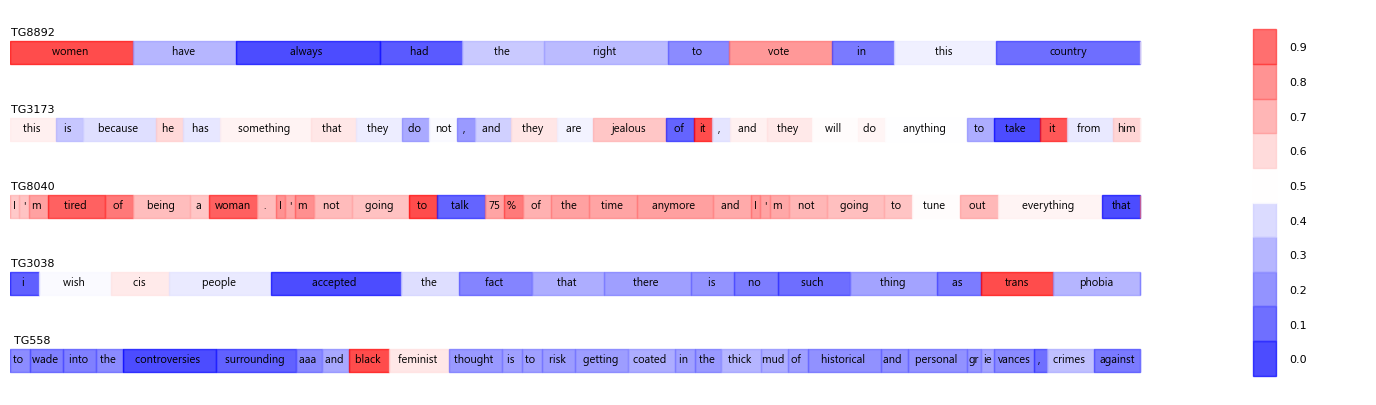 TG8892
women have always had the right to vote in this country
TG3173
this is because he has something that they do not , and they are jealous of it , and they will do anything to take it from him
TG8040
I ' m tired of being a woman . I ' m not going to talk 75 % of the time anymore and I ' m not going to tune out everything that
TG3038
i wish cis people accepted the fact that there is no such thing as trans phobia
TG558
to wade into the controversies surrounding aaa and black feminist thought is to risk getting coated in the thick mud of historical and personal gr ie vances , crimes against
0.9
0.8
0.7
0.6
0.5
0.4
0.3
0.2
0.1
0.0